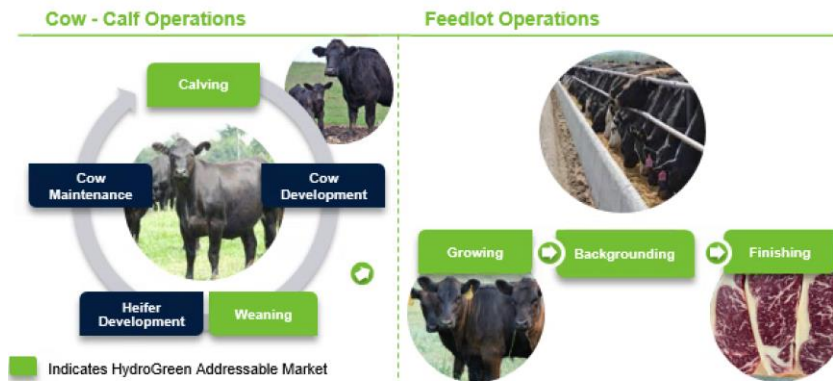 Cow - Calf Operations
Feedlot Operations
Calving
Cow
Maintenance
Cow
Development
Heifer
Development
Weaning
Growing
Backgrounding
Finishing
Indicates HydroGreen Addressable Market